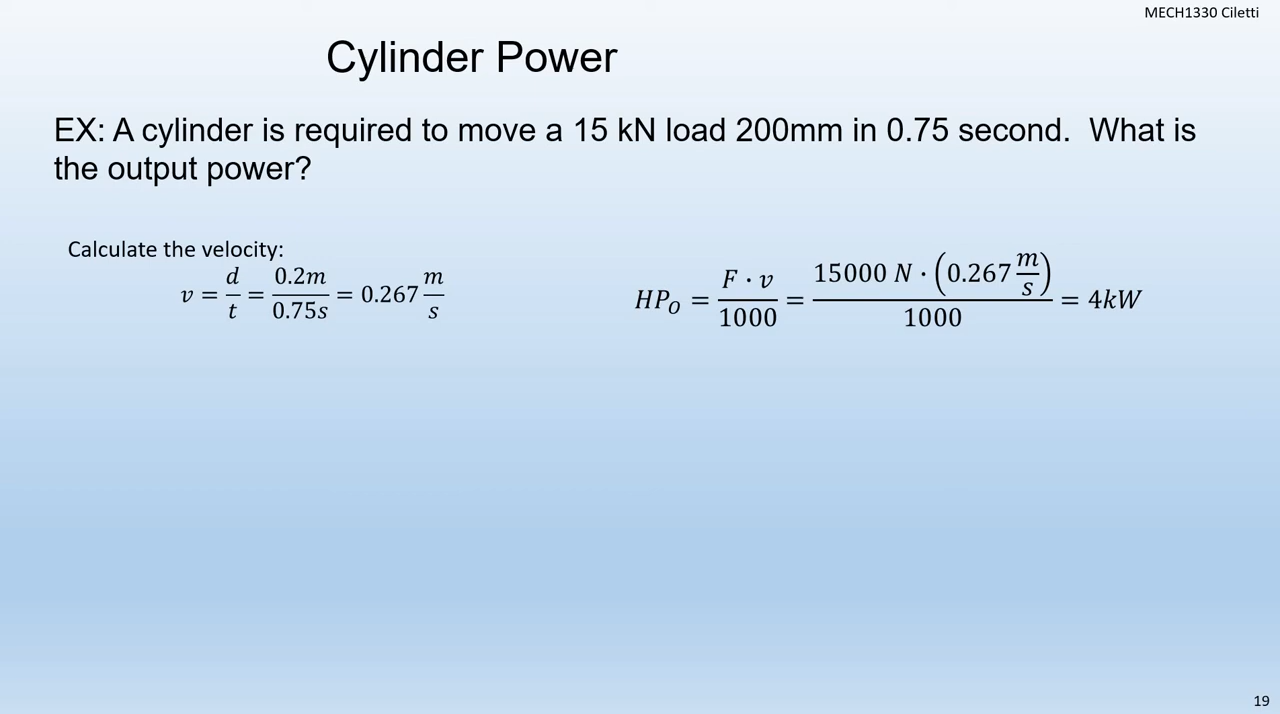 MECH1330 Ciletti
Cylinder Power
EX: A cylinder is required to move a 15 kN load 200mm in 0.75 second.  What is
the output power?
Calculate the velocity:
v = d/t = 0.2m/0.75s = 0.267 m/s
HP_O = F · v/1000 = 15000 N · (0.267 m/s)/1000 = 4kW
19